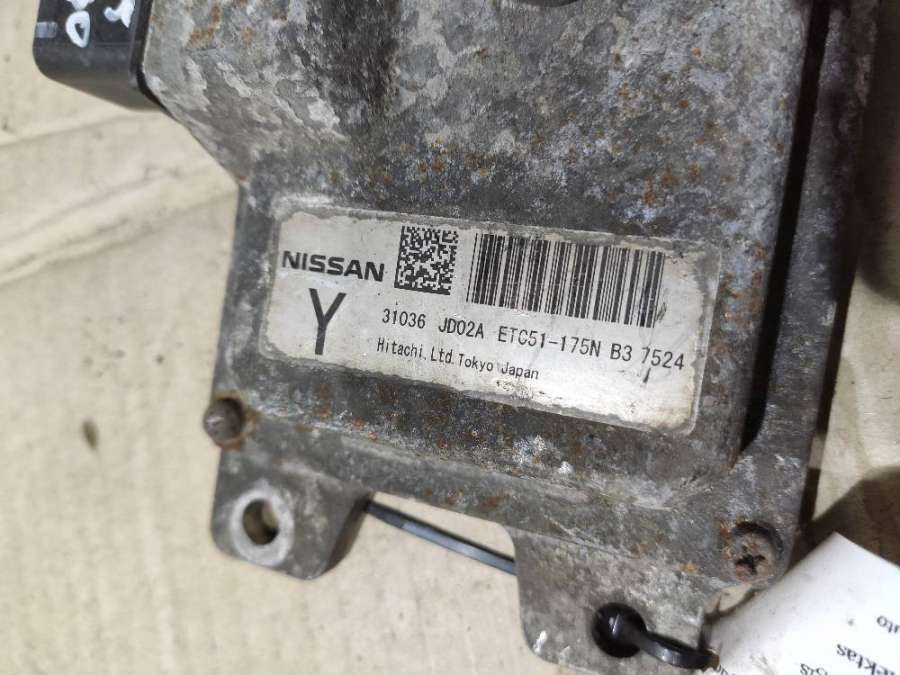 NISSAN
Y
31036 JD02A ETC51-175N B3 7524
Hitachi.Ltd.Tokyo Japan